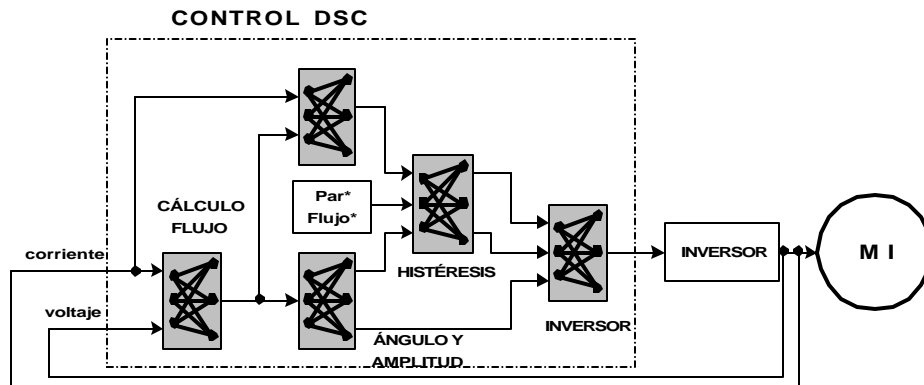 CONTROL DSC
Par*
Flujo*
CÁLCULO
FLUJO
corriente
HISTÉRESIS
INVERSOR
M I
voltaje
ÁNGULO Y
AMPLITUD
INVERSOR